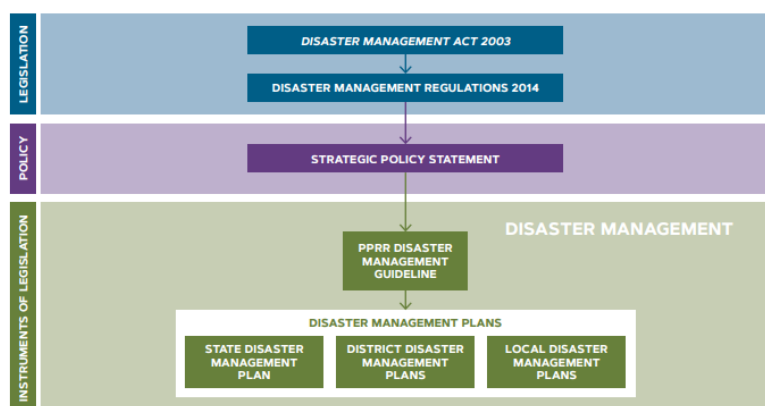 LEGISLATION
DISASTER MANAGEMENT ACT 2003
DISASTER MANAGEMENT REGULATIONS 2014
POLICY
STRATEGIC POLICY STATEMENT
INSTRUMENTS OF LEGISLATION
DISASTER MANAGEMENT
PPRR DISASTER
MANAGEMENT
GUIDELINE
DISASTER MANAGEMENT PLANS
STATE DISASTER
MANAGEMENT
PLAN
DISTRICT DISASTER
MANAGEMENT
PLANS
LOCAL DISASTER
MANAGEMENT
PLANS